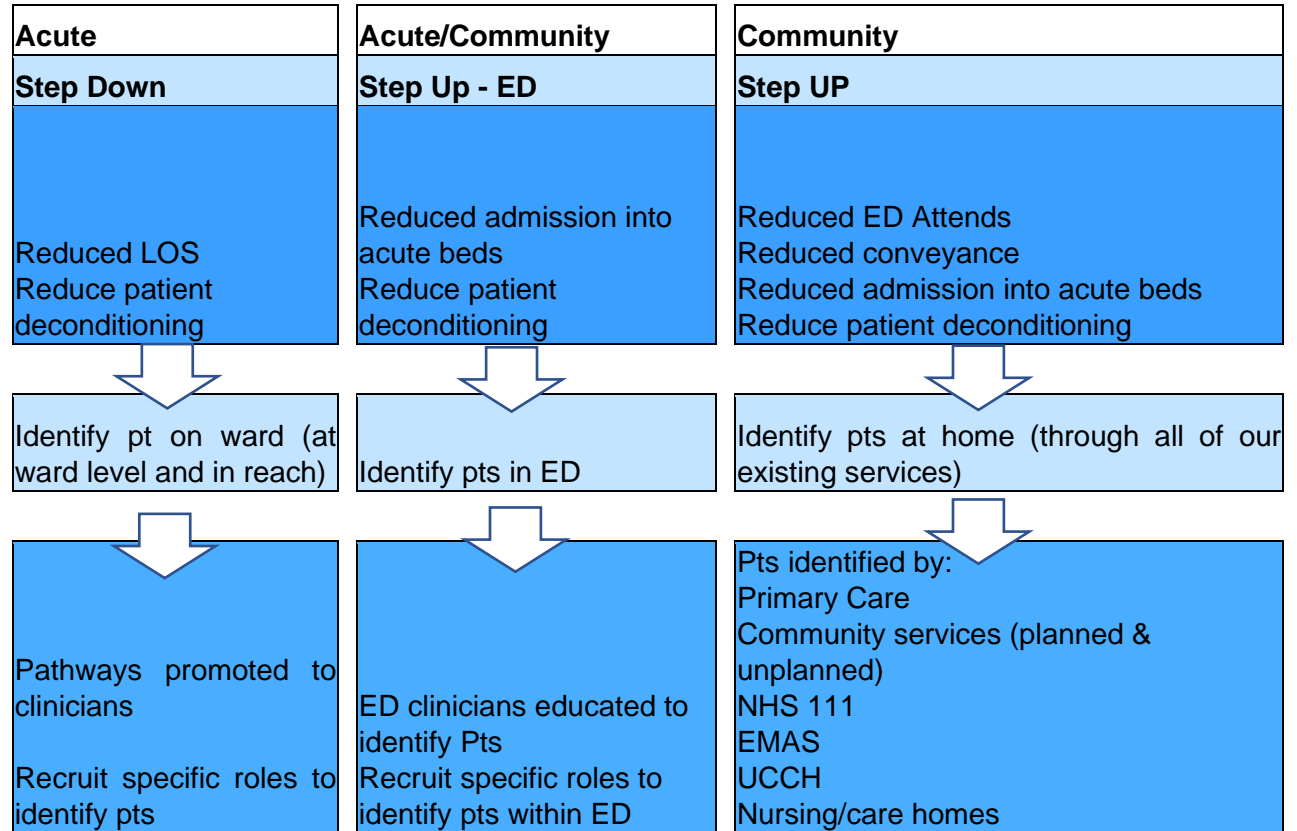 Acute
Step Down
Reduced LOS
Reduce patient
deconditioning
Identify pt on ward (at
ward level and in reach)
Pathways promoted to
clinicians
Recruit specific roles to
identify pts
Acute/Community
Step Up - ED
Reduced admission into
acute beds
Reduce patient
deconditioning
Identify pts in ED
ED clinicians educated to
identify Pts
Recruit specific roles to
identify pts within ED
Community
Step UP
Reduced ED Attends
Reduced conveyance
Reduced admission into acute beds
Reduce patient deconditioning
Identify pts at home (through all of our
existing services)
Pts identified by:
Primary Care
Community services (planned &
unplanned)
NHS 111
EMAS
UCCH
Nursing/care homes